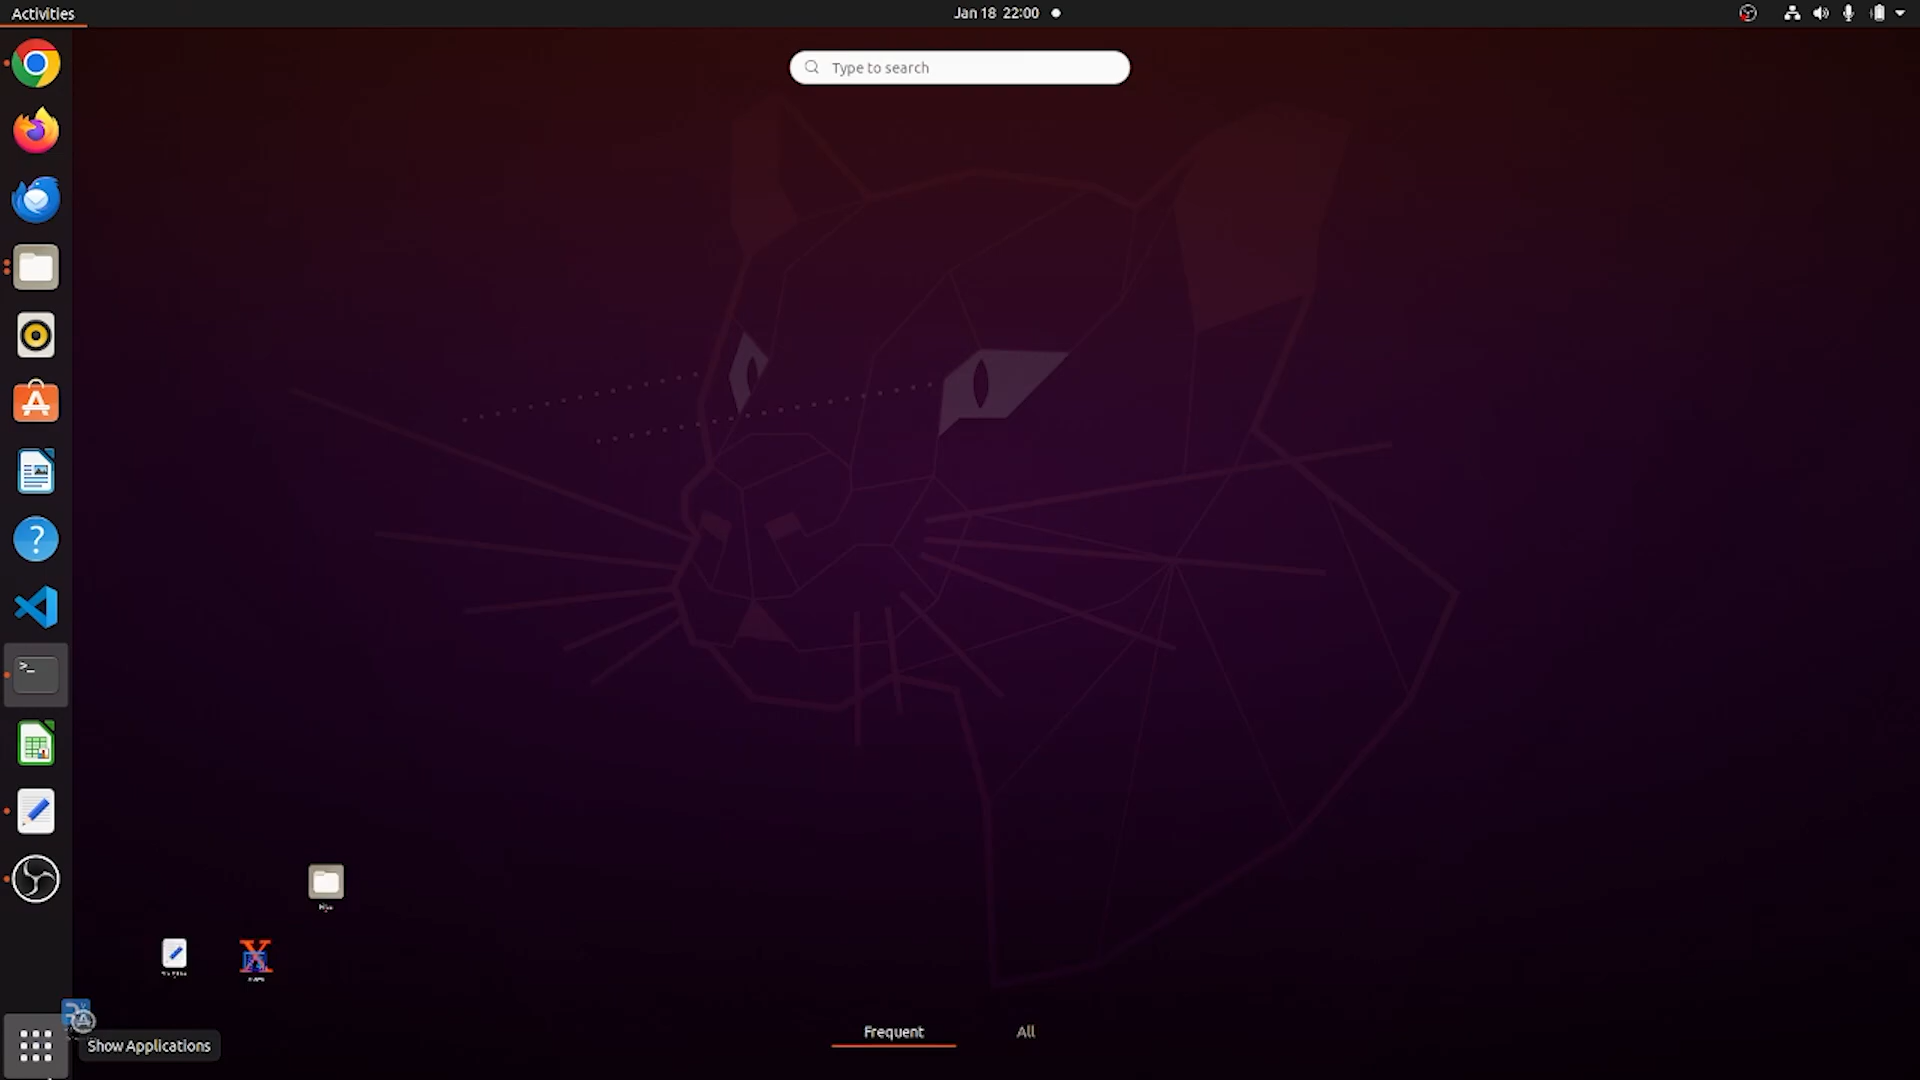 Activities
Jan 18 22:00
Type to search
Show Applications
Frequent
All